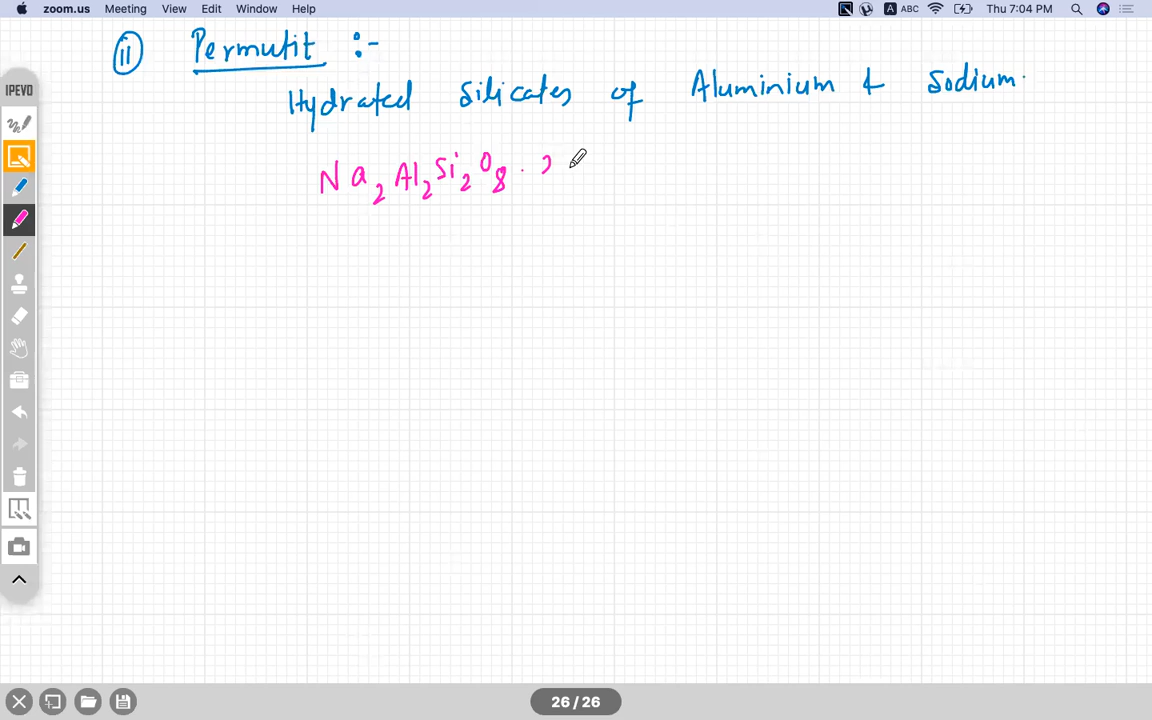 zoom.us Meeting View Edit Window Help ABC Thu 7:04 PM
(ii) Permutit :-
IPEVO
Hydrated silicates of Aluminium & Sodium.
Na2Al2Si2O8 .
26 / 26